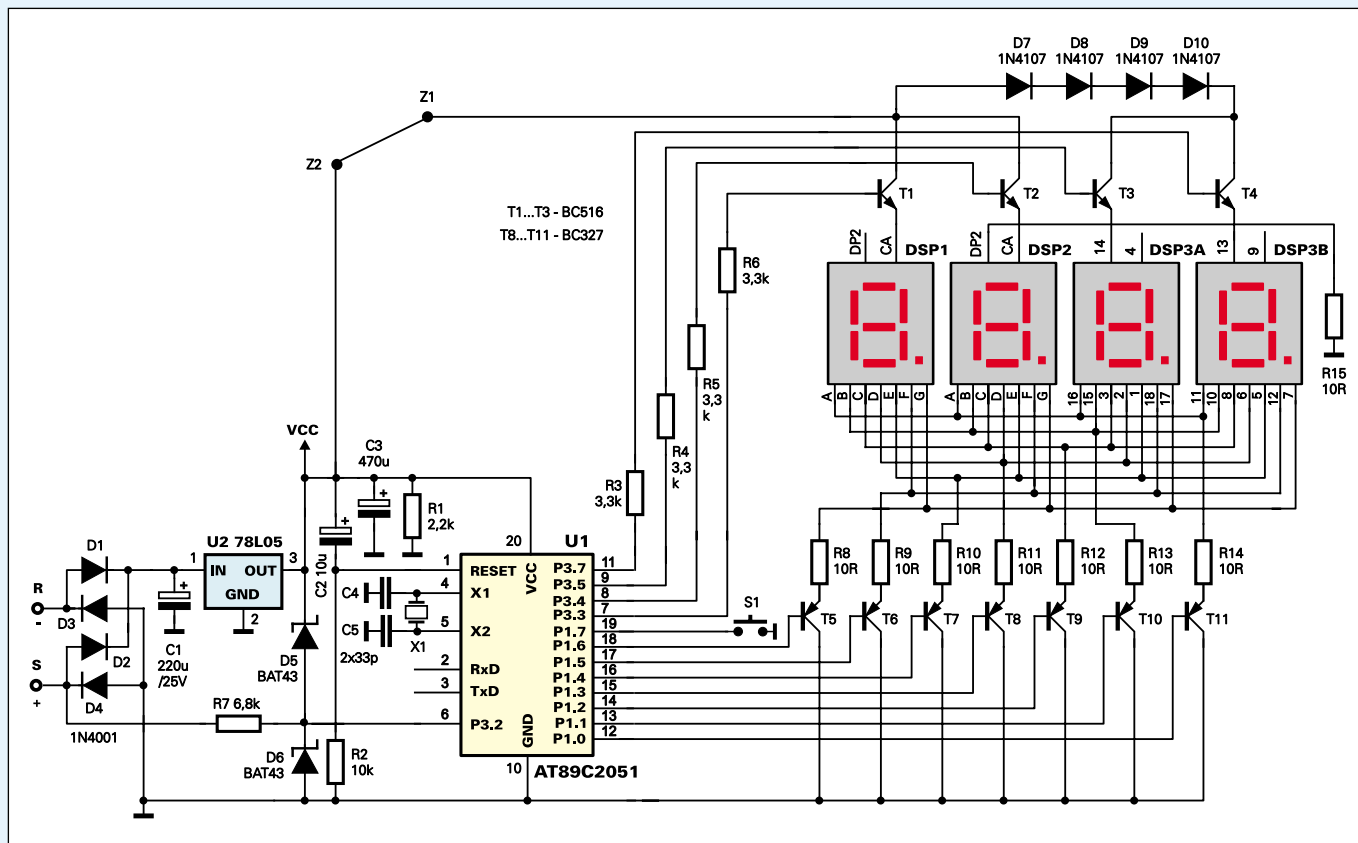 D7 D8 D9 D10
1N4107 1N4107 1N4107 1N4107
Z1
Z2
T1 T2 T3 T4
T1...T3 - BC516
T8...T11 - BC327
DP2 CA DSP1 DP2 CA DSP2 14 4 DSP3A 13 9 DSP3B
R6
3,3k
R5
3,3
k
R4
3,3
k
R3
3,3k
R15
10R
A B C D E F G
A B C D E F G
16 15 3 2 1 18 17
11 10 8 6 5 12 7
VCC
C3
470u
+
R1
2,2k
+
C2 10u
D1
U2 78L05
1 IN OUT 3
GND
2
R
-
D3
+
C1
220u
/25V
D2
S
+
D4
1N4001
D5
BAT43
R7 6,8k
D6
BAT43
R2
10k
C4
C5
2x33p
X1
20
U1
VCC
1 RESET
4 X1
5 X2
2 RxD
3 TxD
6 P3.2
GND
10
AT89C2051
P3.7 11
P3.5 9
P3.4 8
P3.3 7
P1.7 19
P1.6 18
P1.5 17
P1.4 16
P1.3 15
P1.2 14
P1.1 13
P1.0 12
S1
R8 R9 R10 R11 R12 R13 R14
10R 10R 10R 10R 10R 10R 10R
T5 T6 T7 T8 T9 T10 T11